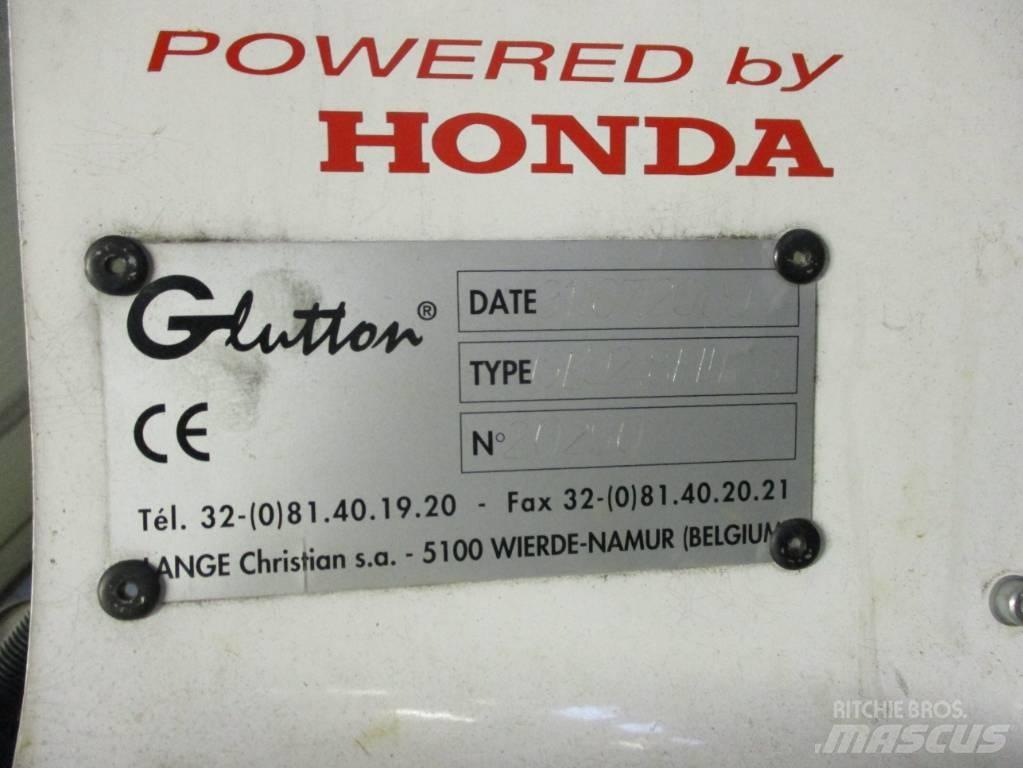 POWERED by
HONDA
Glutton®
DATE
TYPE
N°
CE
Tél. 32-(0)81.40.19.20 - Fax 32-(0)81.40.20.21
LANGE Christian s.a. - 5100 WIERDE-NAMUR (BELGIUM)
RITCHIE BROS.
MASCUS